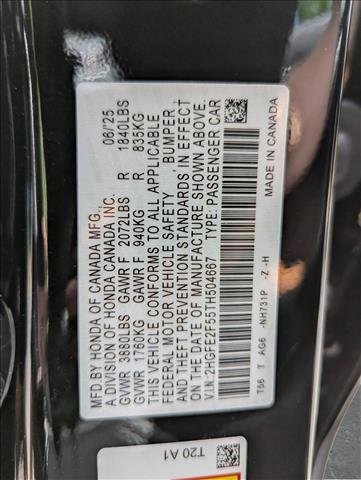 MFD. BY HONDA OF CANADA MFG., 06/25
A DIVISION OF HONDA CANADA INC.
GVWR 3880LBS GAWR F 2072LBS R 1840LBS
GVWR 1760KG GAWR F 940KG R 835KG
THIS VEHICLE CONFORMS TO ALL APPLICABLE
FEDERAL MOTOR VEHICLE SAFETY, BUMPER,
AND THEFT PREVENTION STANDARDS IN EFFECT
ON THE DATE OF MANUFACTURE SHOWN ABOVE.
V.I.N. 2HGFE2F55TH504667 TYPE: PASSENGER CAR
T56 T AG6 -NH731P -Z -H MADE IN CANADA
T20 A1